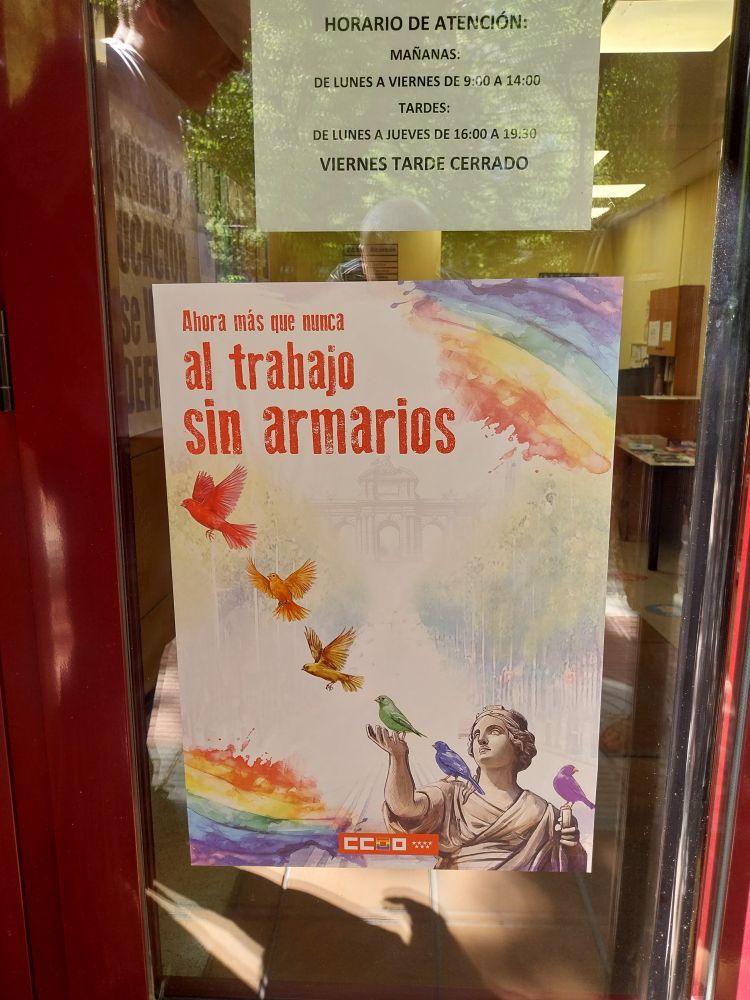 HORARIO DE ATENCIÓN:
MAÑANAS:
DE LUNES A VIERNES DE 9:00 A 14:00
TARDES:
DE LUNES A JUEVES DE 16:00 A 19:30
VIERNES TARDE CERRADO
Ahora más que nunca
al trabajo
sin armarios
CCOO